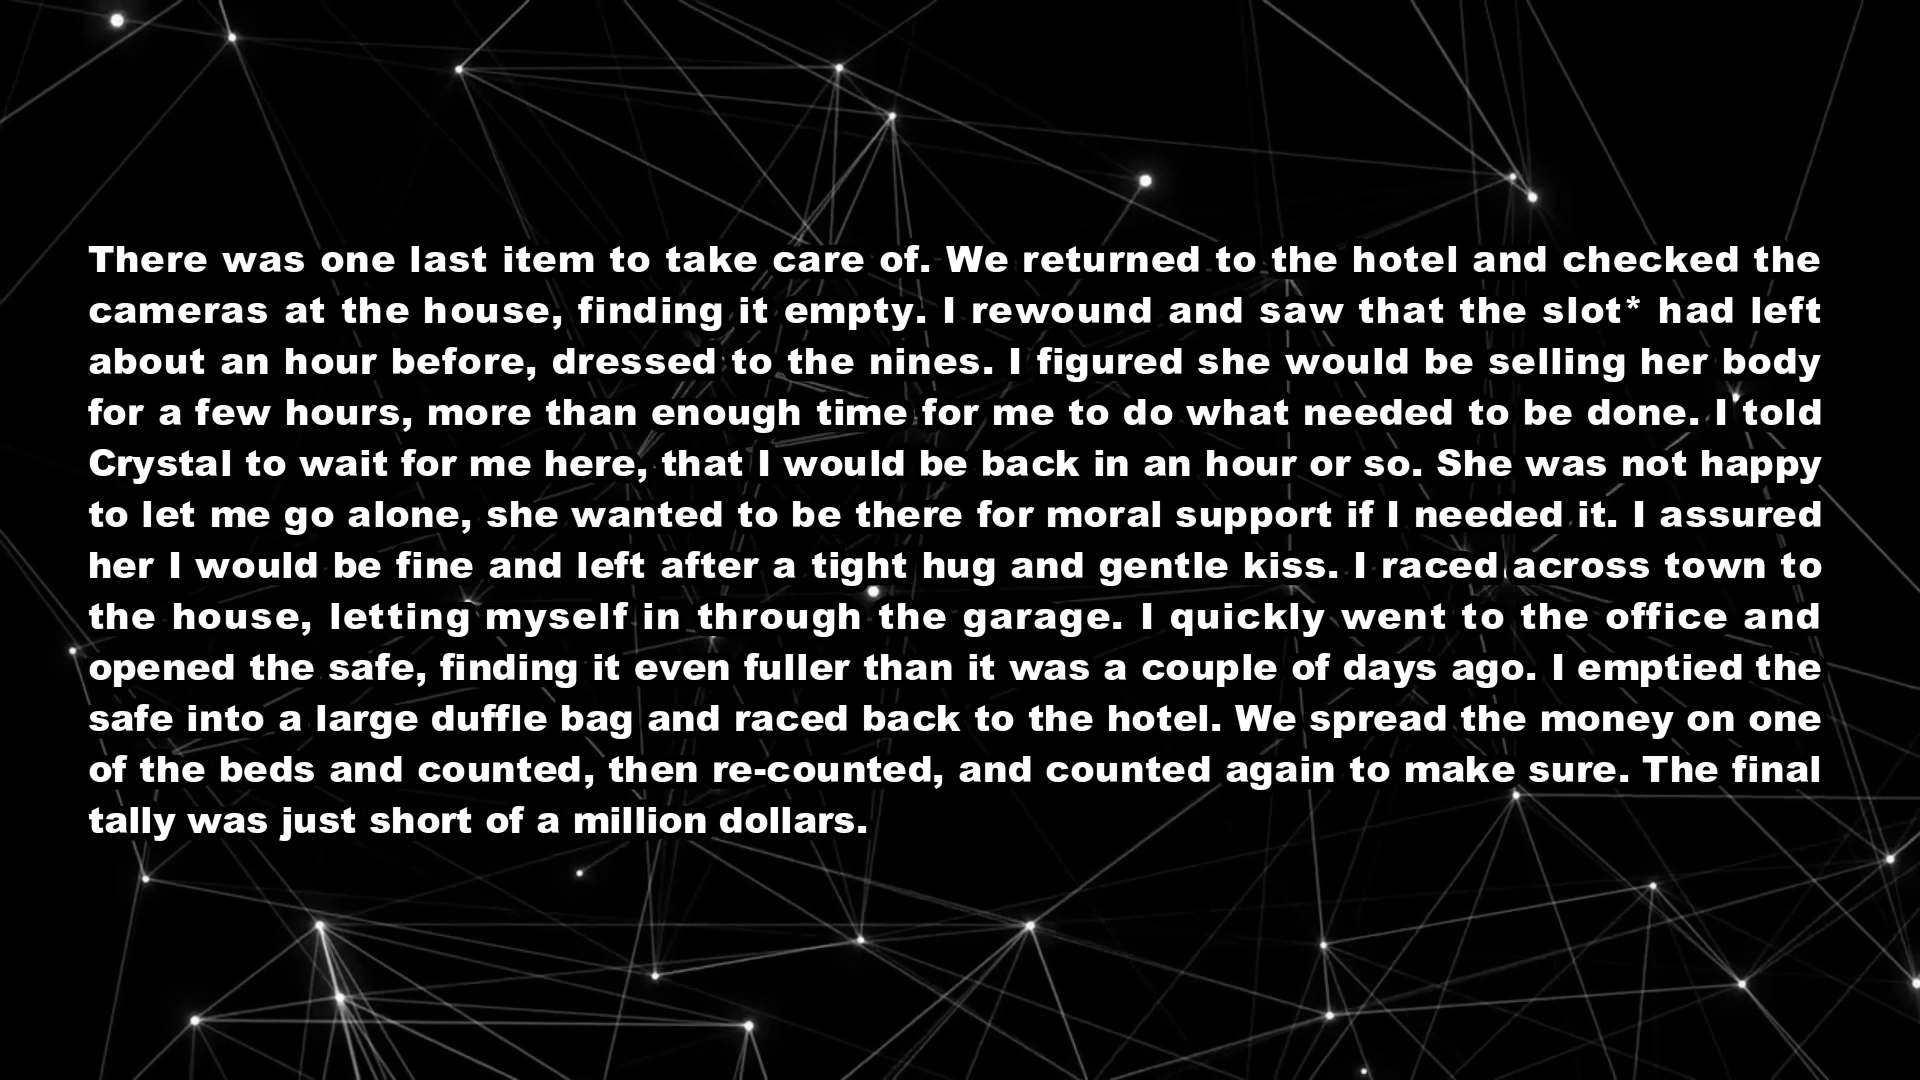 There was one last item to take care of. We returned to the hotel and checked the
cameras at the house, finding it empty. I rewound and saw that the slot* had left
about an hour before, dressed to the nines. I figured she would be selling her body
for a few hours, more than enough time for me to do what needed to be done. I told
Crystal to wait for me here, that I would be back in an hour or so. She was not happy
to let me go alone, she wanted to be there for moral support if I needed it. I assured
her I would be fine and left after a tight hug and gentle kiss. I raced across town to
the house, letting myself in through the garage. I quickly went to the office and
opened the safe, finding it even fuller than it was a couple of days ago. I emptied the
safe into a large duffle bag and raced back to the hotel. We spread the money on one
of the beds and counted, then re-counted, and counted again to make sure. The final
tally was just short of a million dollars.